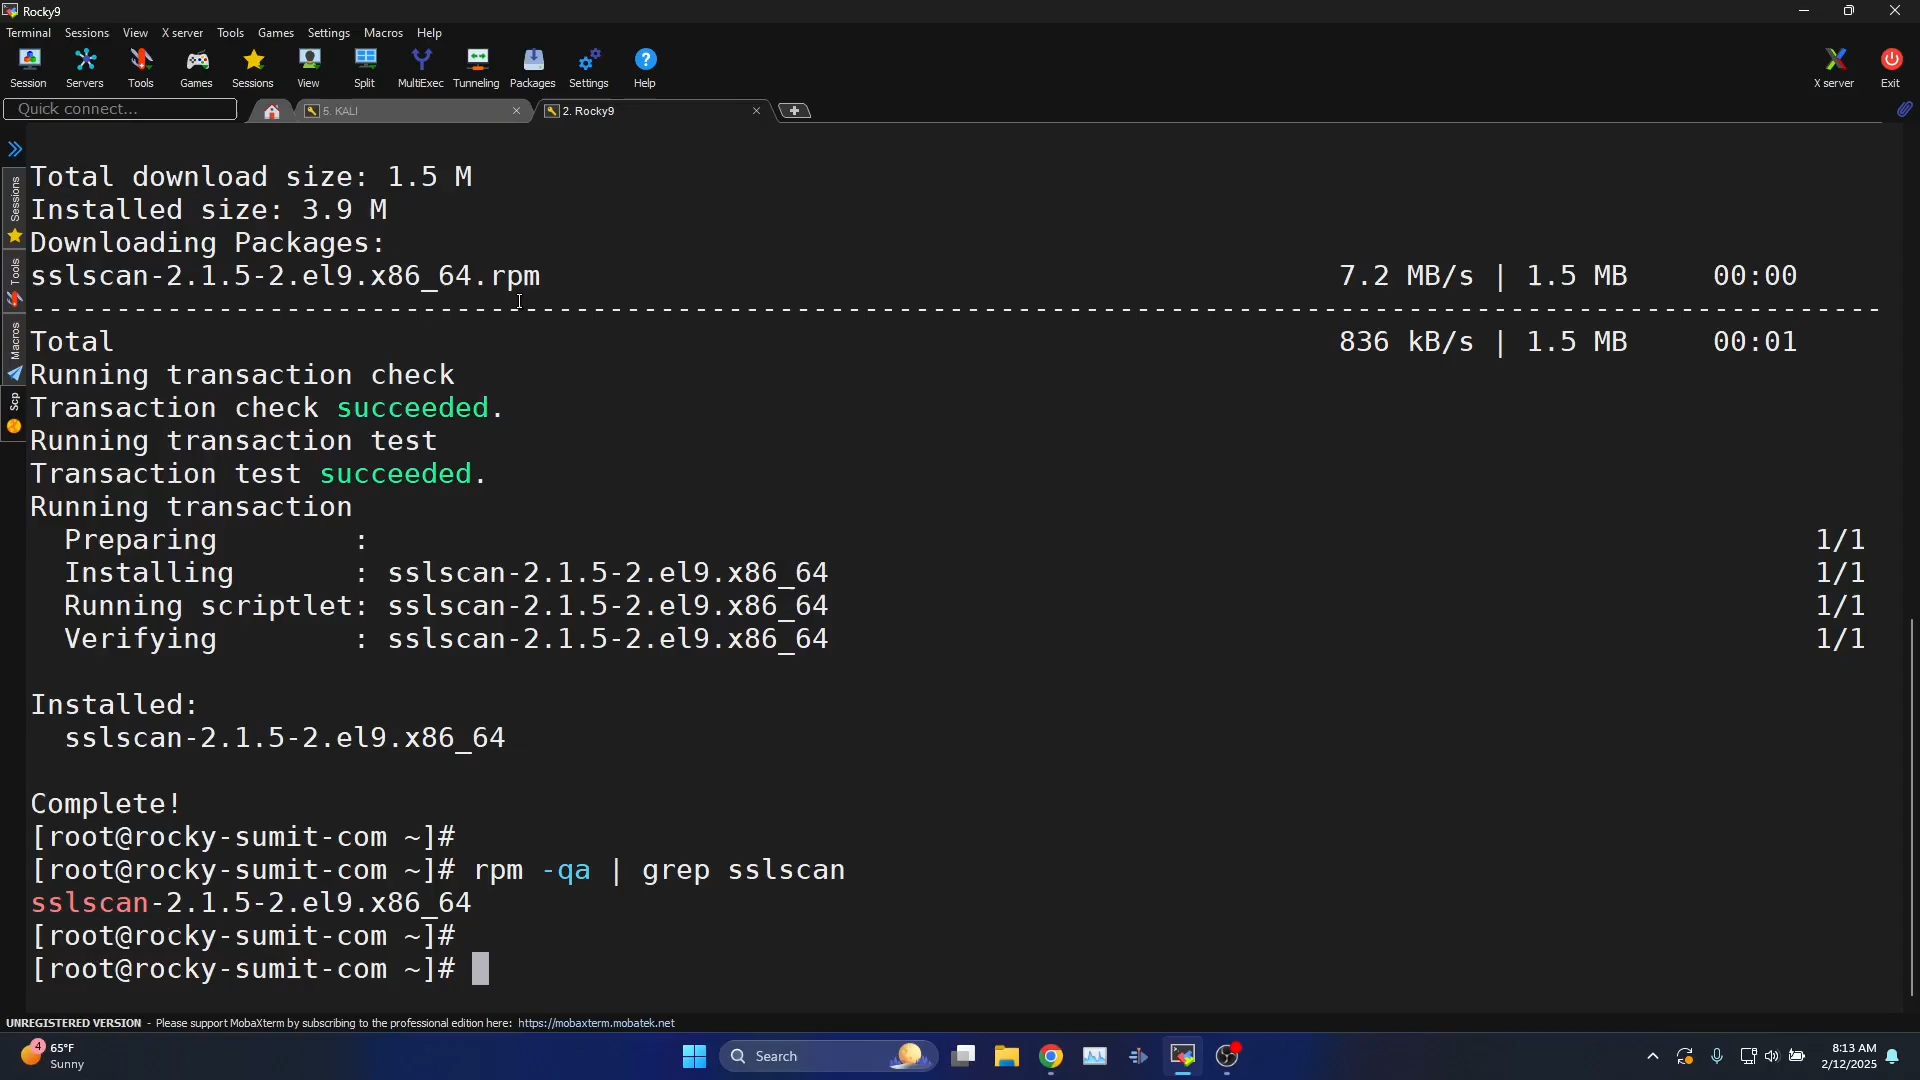 Rocky9
Terminal Sessions View X server Tools Games Settings Macros Help
Session Servers Tools Games Sessions View Split MultiExec Tunneling Packages Settings Help X server Exit
Quick connect... 5. KALI 2. Rocky9
Sessions
Tools
Macros
Scp
Total download size: 1.5 M
Installed size: 3.9 M
Downloading Packages:
sslscan-2.1.5-2.el9.x86_64.rpm 7.2 MB/s | 1.5 MB 00:00
--------------------------------------------------------------------------------------------------------------
Total 836 kB/s | 1.5 MB 00:01
Running transaction check
Transaction check succeeded.
Running transaction test
Transaction test succeeded.
Running transaction
Preparing : 1/1
Installing : sslscan-2.1.5-2.el9.x86_64 1/1
Running scriptlet: sslscan-2.1.5-2.el9.x86_64 1/1
Verifying : sslscan-2.1.5-2.el9.x86_64 1/1
Installed:
sslscan-2.1.5-2.el9.x86_64
Complete!
[root@rocky-sumit-com ~]#
[root@rocky-sumit-com ~]# rpm -qa | grep sslscan
sslscan-2.1.5-2.el9.x86_64
[root@rocky-sumit-com ~]#
[root@rocky-sumit-com ~]#
UNREGISTERED VERSION - Please support MobaXterm by subscribing to the professional edition here: https://mobaxterm.mobatek.net
4 65°F
Sunny
Search
8:13 AM
2/12/2025